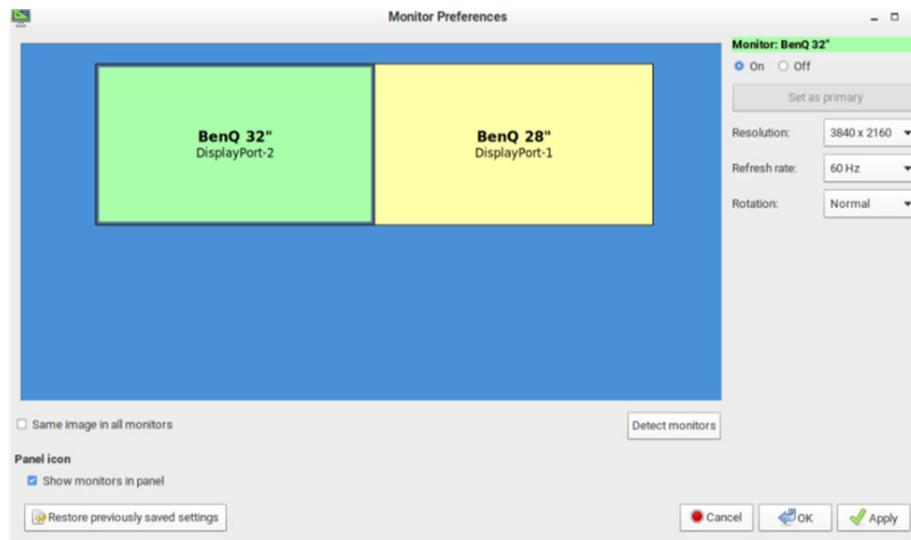 Monitor Preferences
Monitor: BenQ 32"
On Off
Set as primary
BenQ 32"
DisplayPort-2
BenQ 28"
DisplayPort-1
Resolution: 3840 x 2160
Refresh rate: 60 Hz
Rotation: Normal
Same image in all monitors
Detect monitors
Panel icon
Show monitors in panel
Restore previously saved settings
Cancel OK Apply